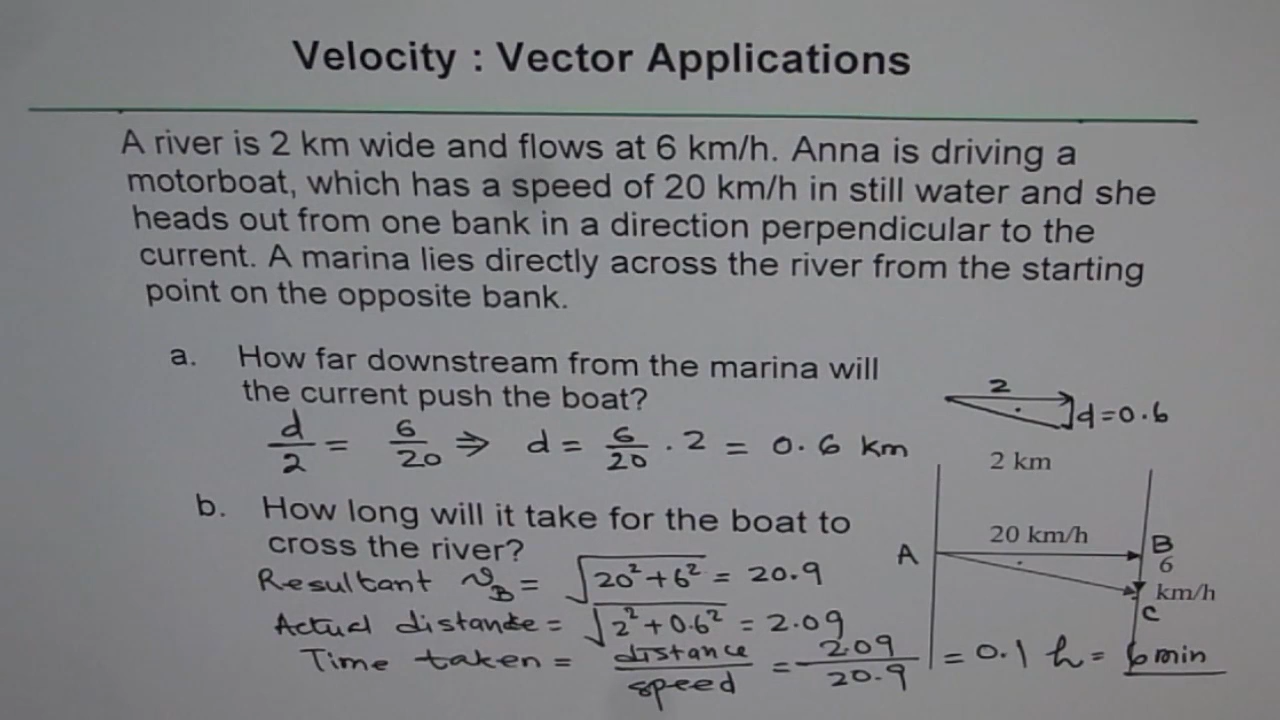 Velocity : Vector Applications
A river is 2 km wide and flows at 6 km/h. Anna is driving a
motorboat, which has a speed of 20 km/h in still water and she
heads out from one bank in a direction perpendicular to the
current. A marina lies directly across the river from the starting
point on the opposite bank.
a. How far downstream from the marina will
the current push the boat?
d/2 = 6/20 ⇒ d = 6/20 . 2 = 0.6 km
2
d=0.6
2 km
b. How long will it take for the boat to
cross the river?
20 km/h
A
B
6
km/h
C
Resultant v_B = √(20²+6²) = 20.9
Actual distance = √(2²+0.6²) = 2.09
Time taken = distance/speed = 2.09/20.9 = 0.1 h = 6 min